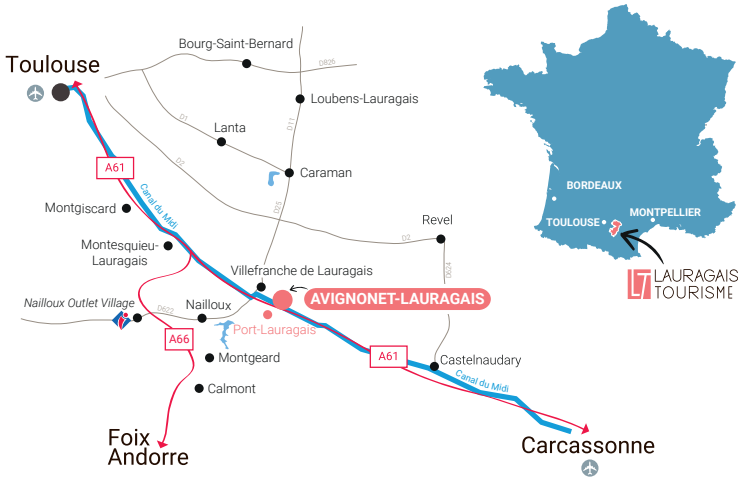 Bourg-Saint-Bernard
D826
Toulouse
Loubens-Lauragais
D1
D11
Lanta
D2
Caraman
A61
Canal du Midi
Montgiscard
D25
Revel
Montesquieu-
Lauragais
D2
Villefranche de Lauragais
D624
Nailloux Outlet Village
D622
Nailloux
AVIGNONET-LAURAGAIS
Port-Lauragais
A66
Montgeard
A61
Castelnaudary
Canal du Midi
Calmont
Foix
Andorre
Carcassonne
BORDEAUX
TOULOUSE
MONTPELLIER
LT
LAURAGAIS
TOURISME